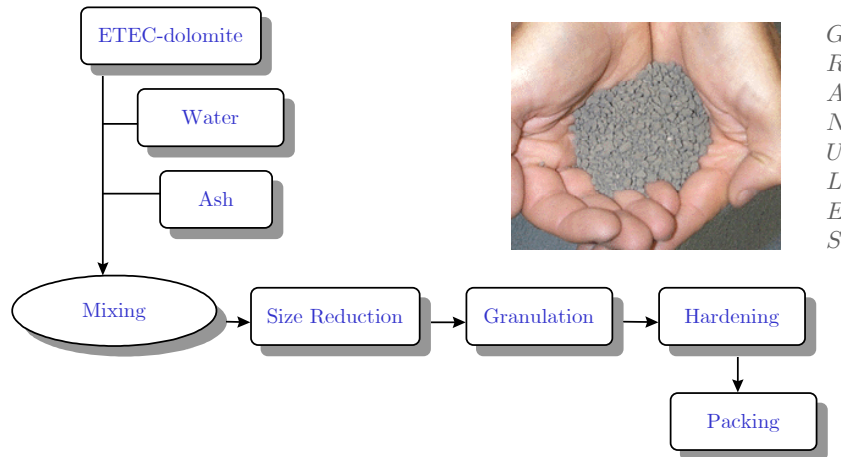 ETEC-dolomite
Water
Ash
Mixing
Size Reduction
Granulation
Hardening
Packing
G
R
A
N
U
L
E
S